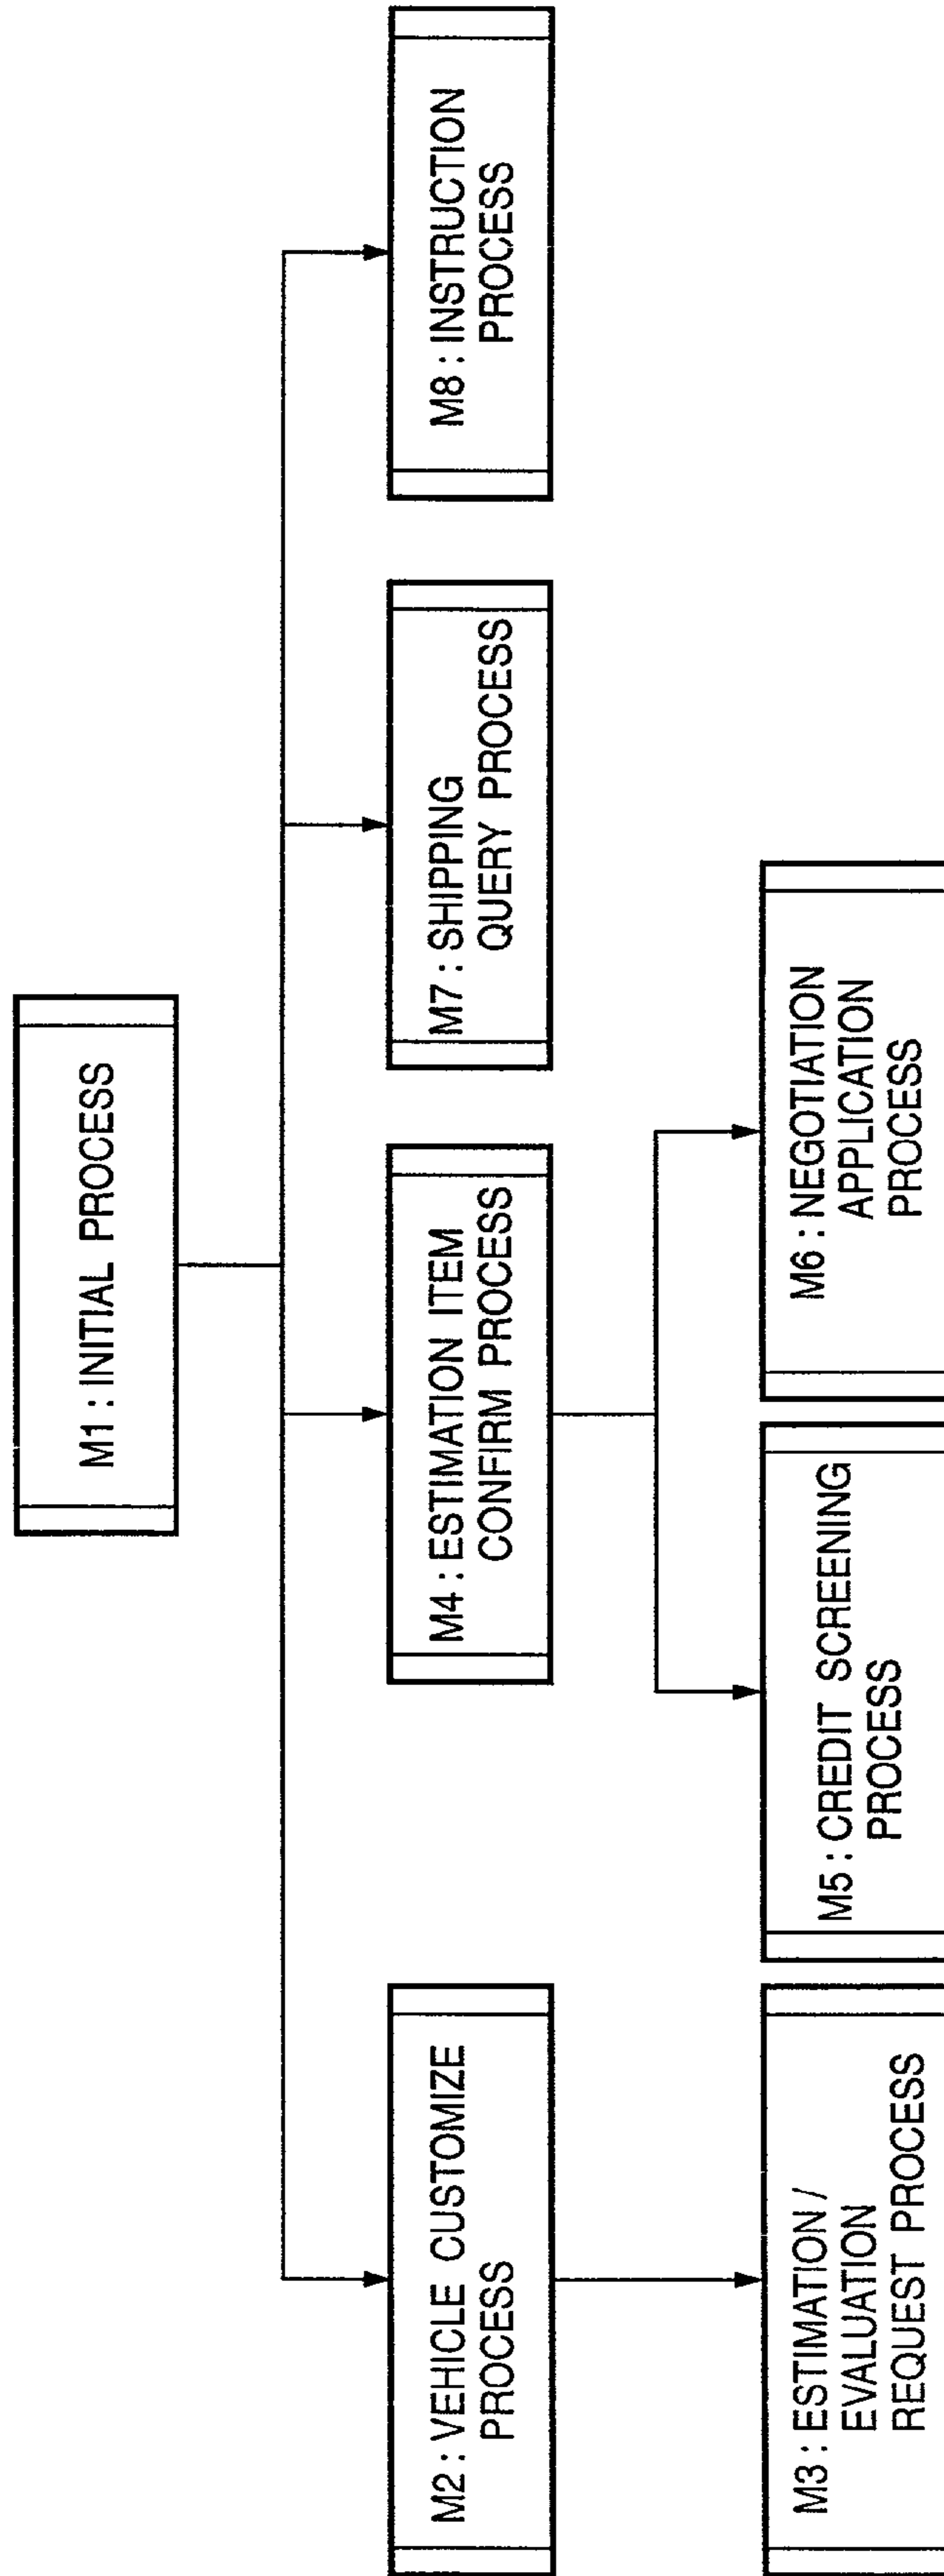 M1 : INITIAL PROCESS
M2 : VEHICLE CUSTOMIZE
PROCESS
M4 : ESTIMATION ITEM
CONFIRM PROCESS
M7 : SHIPPING
QUERY PROCESS
M8 : INSTRUCTION
PROCESS
M3 : ESTIMATION /
EVALUATION
REQUEST PROCESS
M5 : CREDIT SCREENING
PROCESS
M6 : NEGOTIATION
APPLICATION
PROCESS